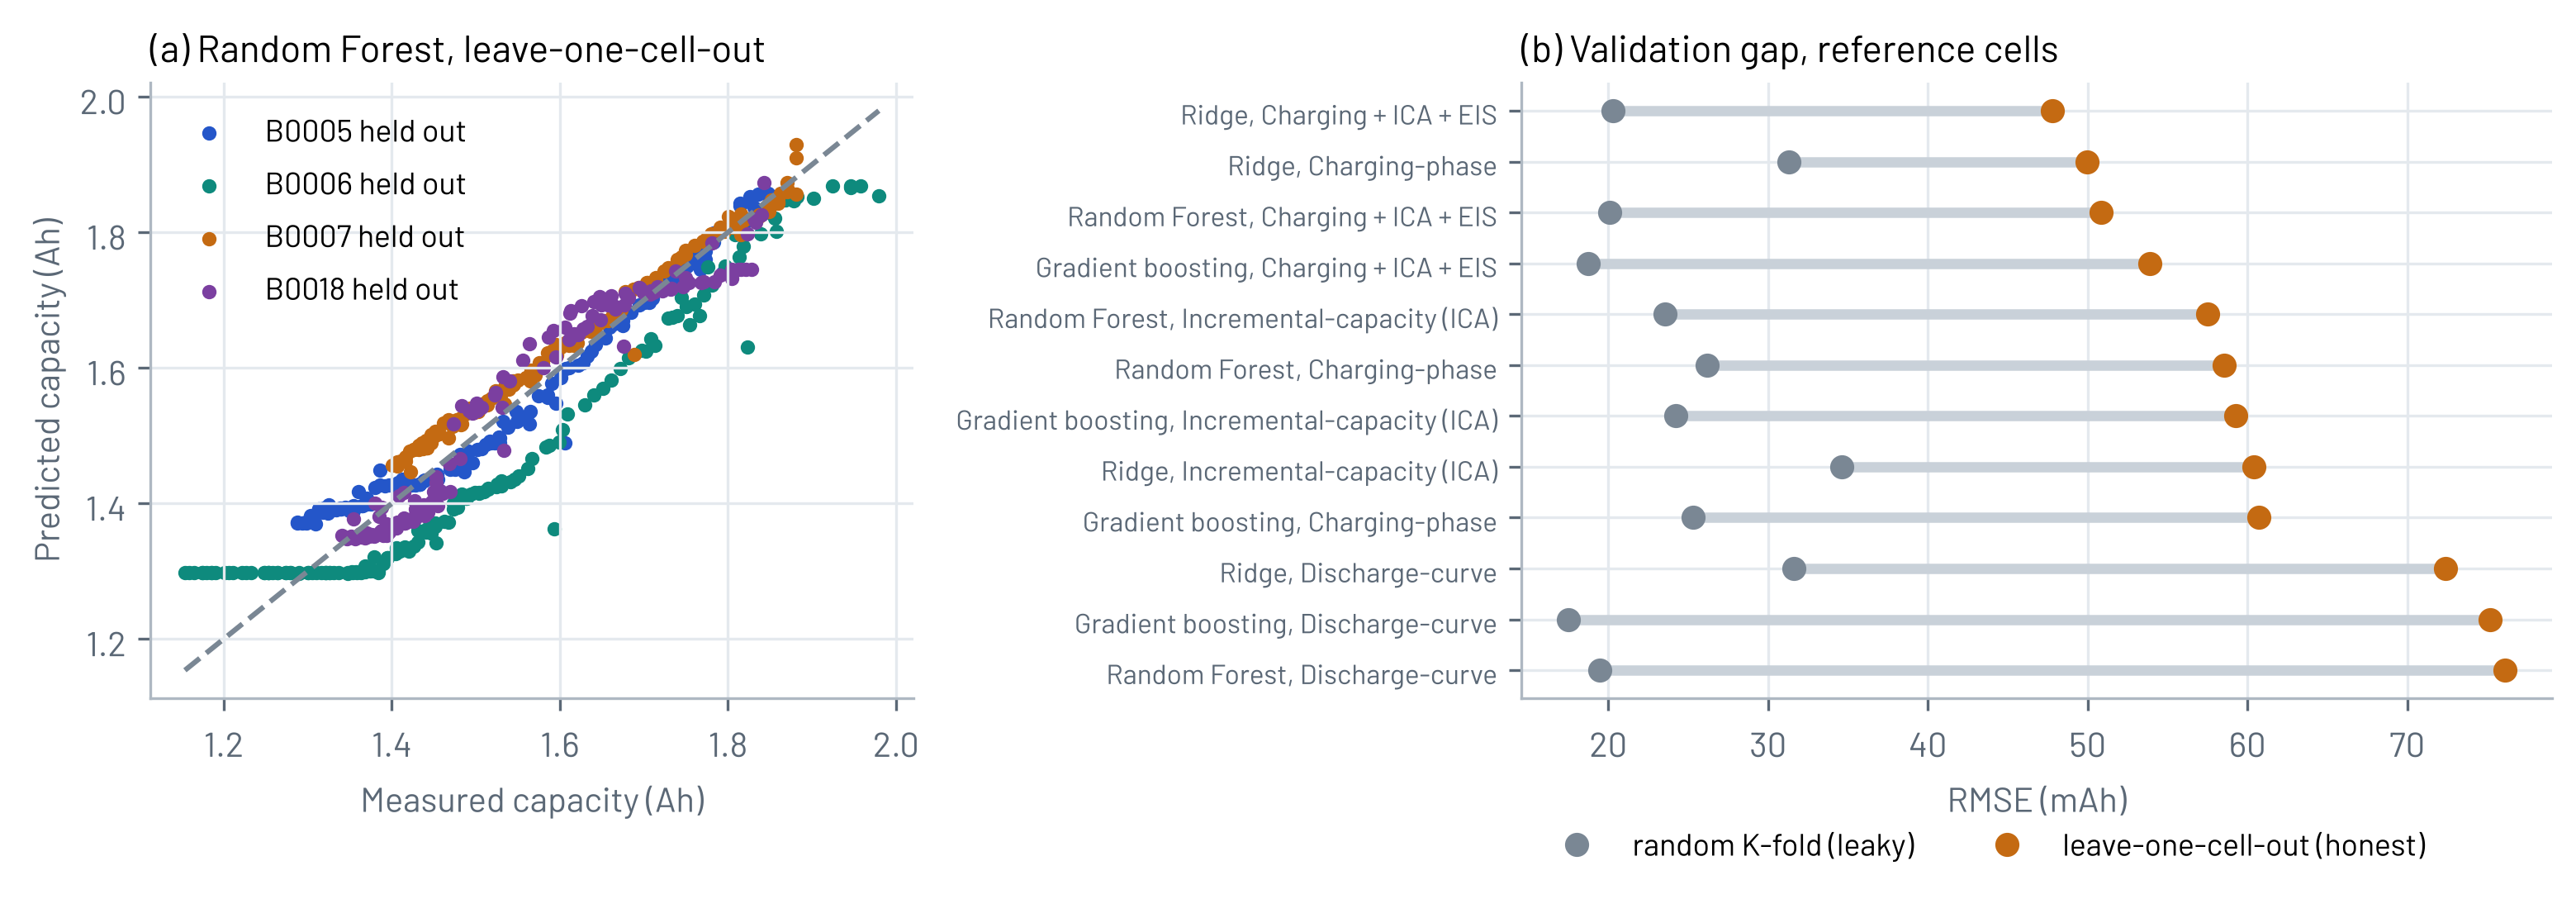 (a) Random Forest, leave-one-cell-out
2.0
1.8
1.6
1.4
1.2
Predicted capacity (Ah)
B0005 held out
B0006 held out
B0007 held out
B0018 held out
1.2 1.4 1.6 1.8 2.0
Measured capacity (Ah)
(b) Validation gap, reference cells
Ridge, Charging + ICA + EIS
Ridge, Charging-phase
Random Forest, Charging + ICA + EIS
Gradient boosting, Charging + ICA + EIS
Random Forest, Incremental-capacity (ICA)
Random Forest, Charging-phase
Gradient boosting, Incremental-capacity (ICA)
Ridge, Incremental-capacity (ICA)
Gradient boosting, Charging-phase
Ridge, Discharge-curve
Gradient boosting, Discharge-curve
Random Forest, Discharge-curve
20 30 40 50 60 70
RMSE (mAh)
random K-fold (leaky) leave-one-cell-out (honest)